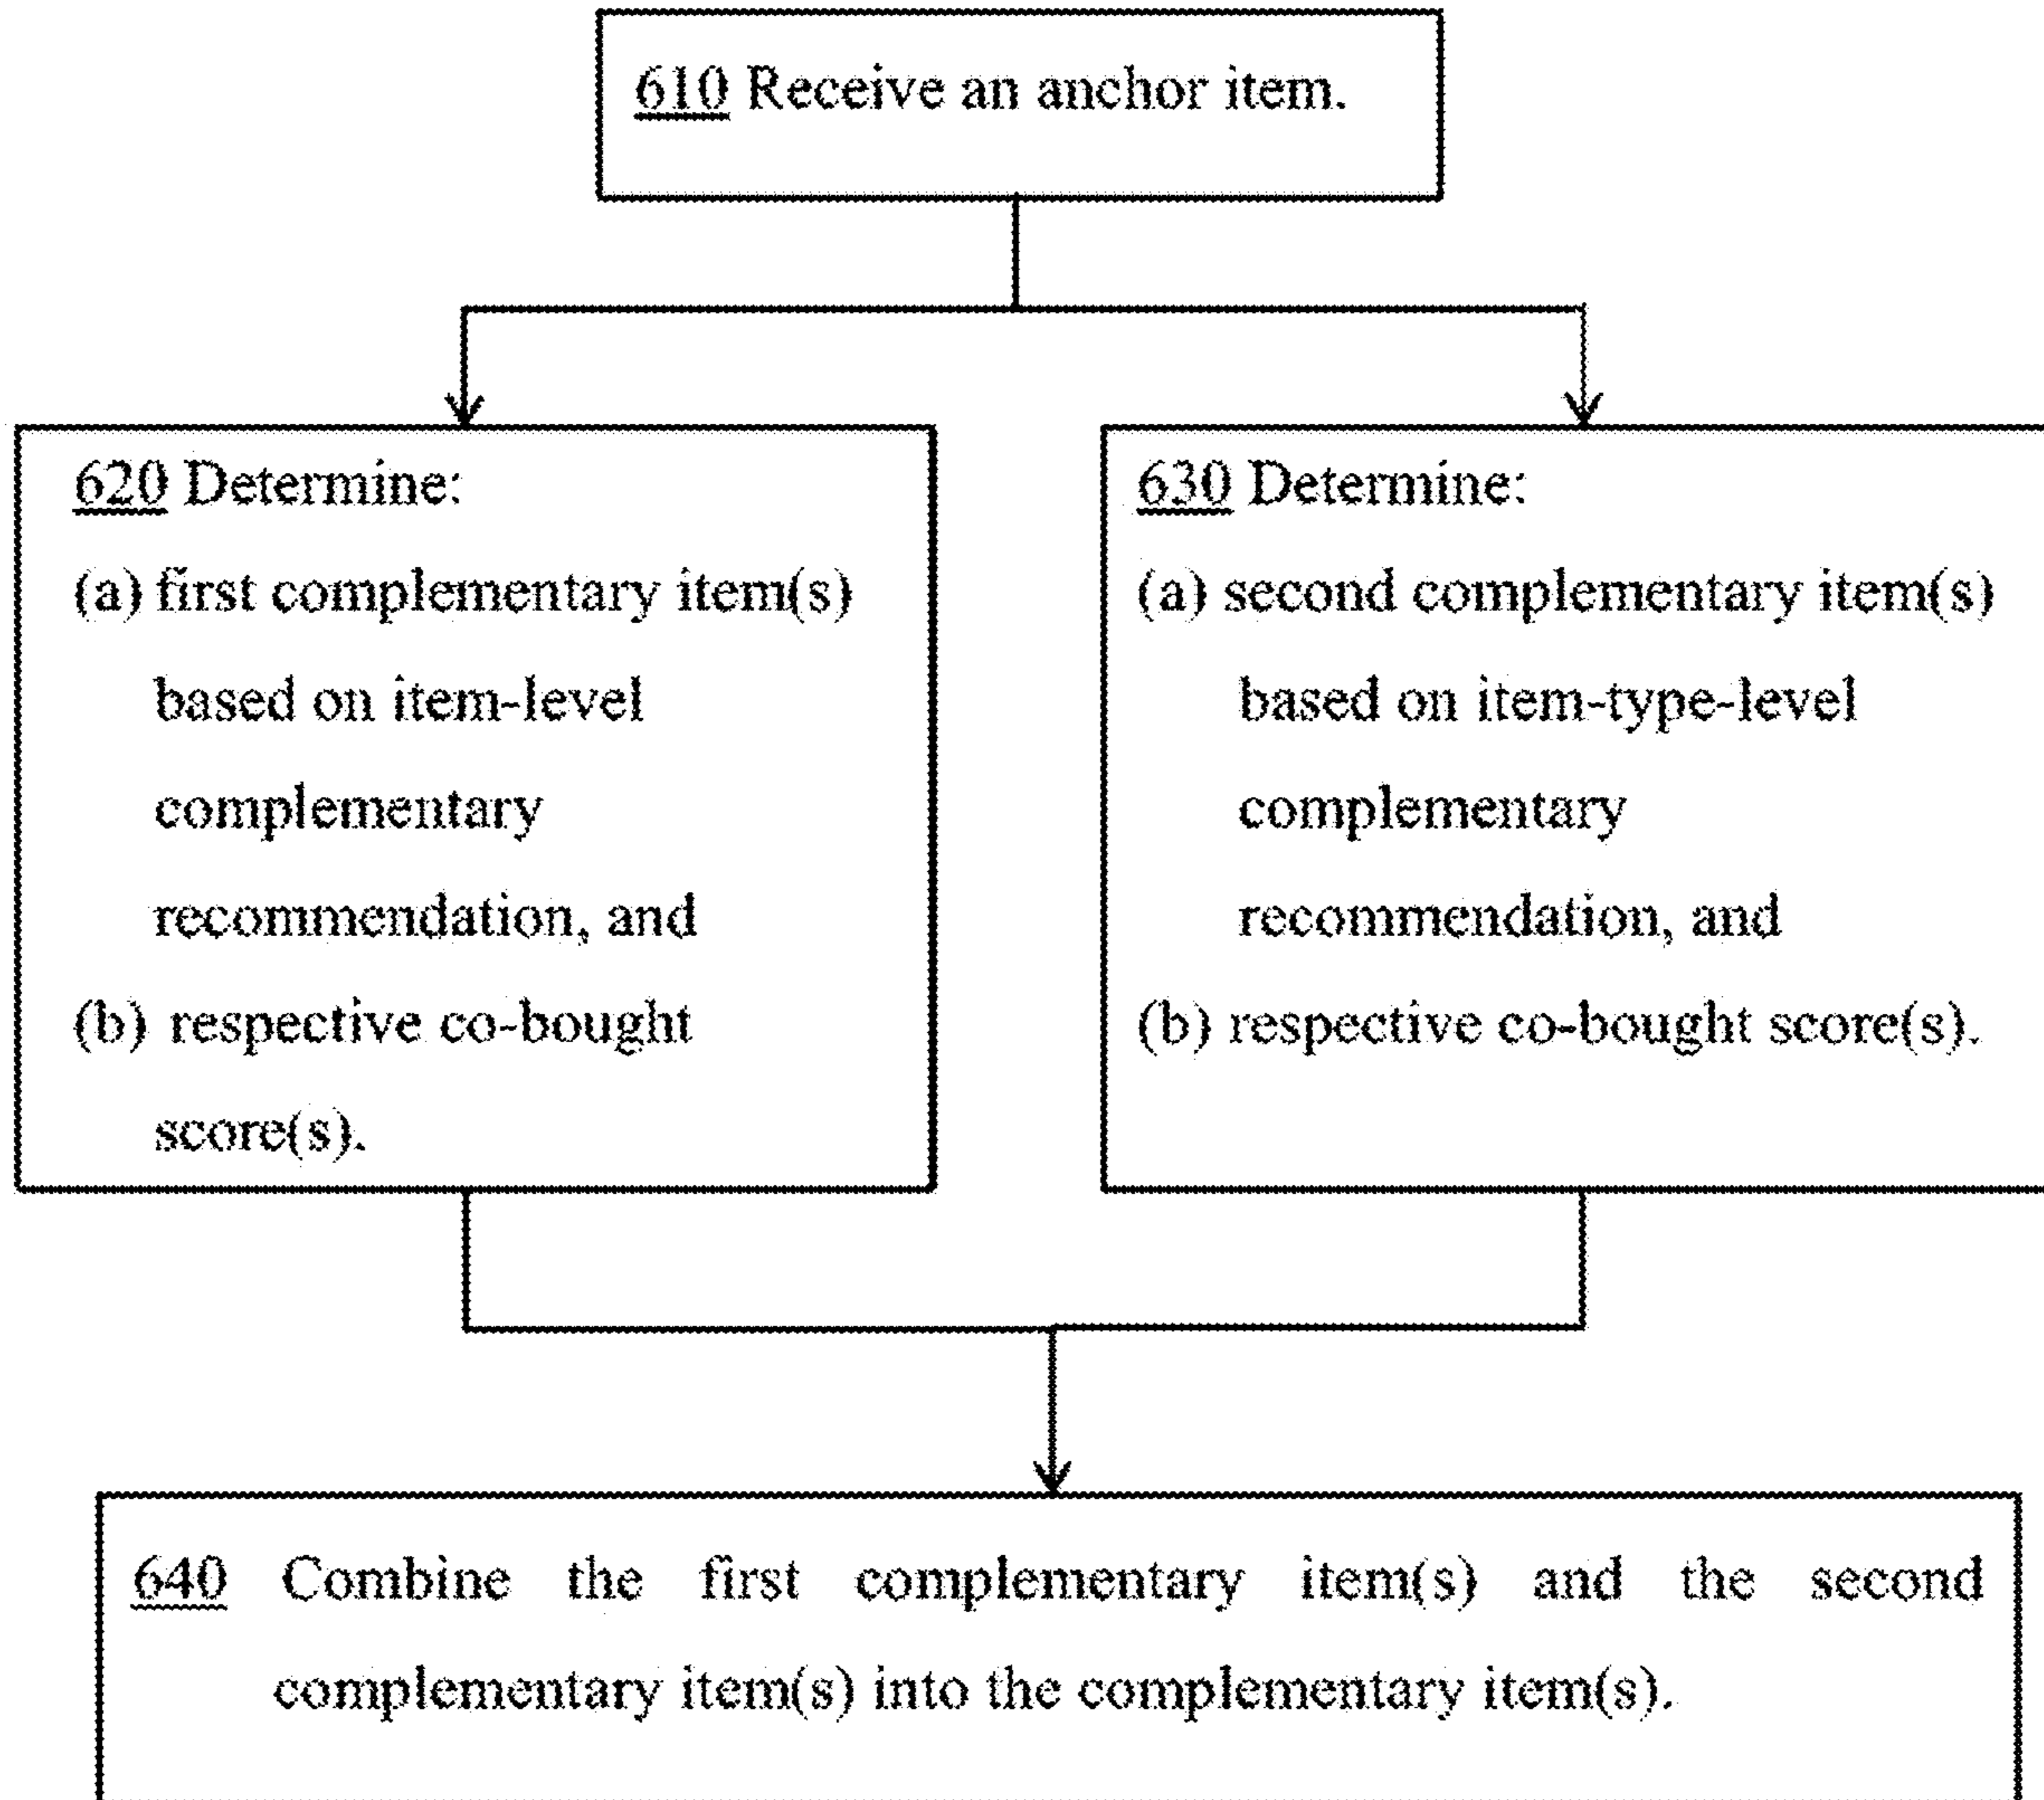 610 Receive an anchor item.
620 Determine:
(a) first complementary item(s)
based on item-level
complementary
recommendation, and
(b) respective co-bought
score(s).
630 Determine:
(a) second complementary item(s)
based on item-type-level
complementary
recommendation, and
(b) respective co-bought score(s).
640 Combine the first complementary item(s) and the second
complementary item(s) into the complementary item(s).